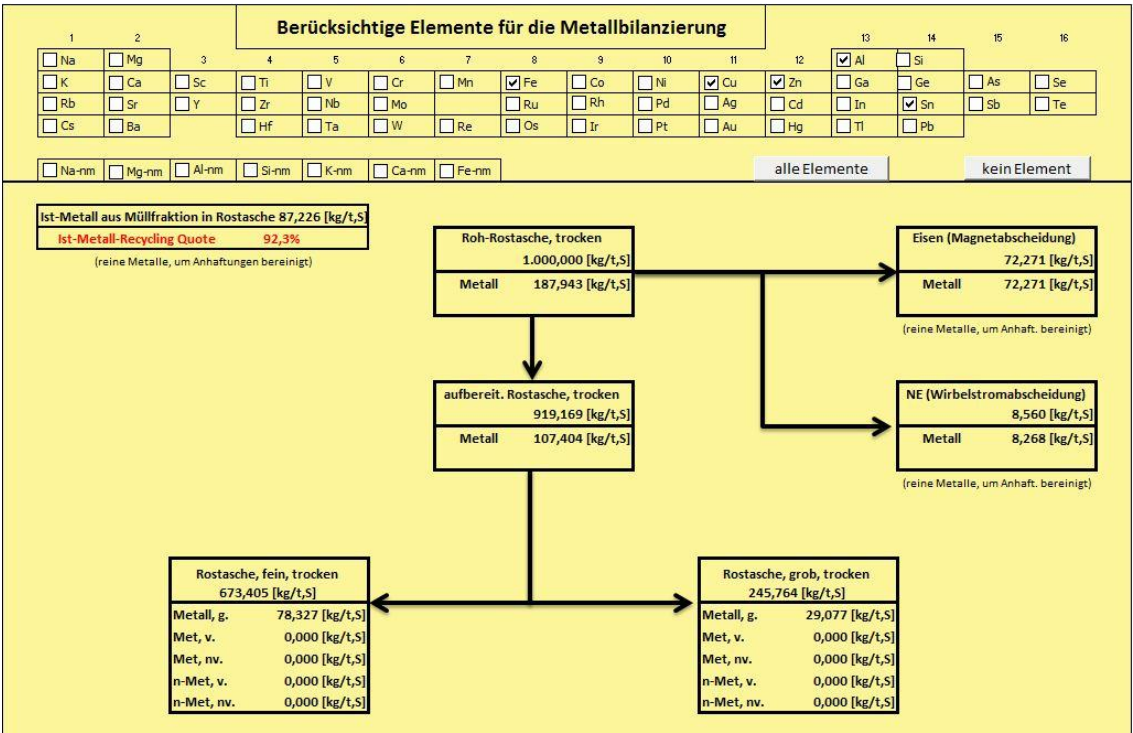 Berücksichtige Elemente für die Metallbilanzierung
1 2 3 4 5 6 7 8 9 10 11 12 13 14 15 16
Na Mg Al Si
K Ca Sc Ti V Cr Mn Fe Co Ni Cu Zn Ga Ge As Se
Rb Sr Y Zr Nb Mo Ru Rh Pd Ag Cd In Sn Sb Te
Cs Ba Hf Ta W Re Os Ir Pt Au Hg Tl Pb
Na-nm Mg-nm Al-nm Si-nm K-nm Ca-nm Fe-nm alle Elemente kein Element
Ist-Metall aus Müllfraktion in Rostasche 87,226 [kg/t,S]
Ist-Metall-Recycling Quote 92,3%
(reine Metalle, um Anhaftungen bereinigt)
Roh-Rostasche, trocken
1.000,000 [kg/t,S]
Metall 187,943 [kg/t,S]
Eisen (Magnetabscheidung)
72,271 [kg/t,S]
Metall 72,271 [kg/t,S]
(reine Metalle, um Anhaft. bereinigt)
aufbereit. Rostasche, trocken
919,169 [kg/t,S]
Metall 107,404 [kg/t,S]
NE (Wirbelstromabscheidung)
8,560 [kg/t,S]
Metall 8,268 [kg/t,S]
(reine Metalle, um Anhaft. bereinigt)
Rostasche, fein, trocken
673,405 [kg/t,S]
Metall, g. 78,327 [kg/t,S]
Met, v. 0,000 [kg/t,S]
Met, nv. 0,000 [kg/t,S]
n-Met, v. 0,000 [kg/t,S]
n-Met, nv. 0,000 [kg/t,S]
Rostasche, grob, trocken
245,764 [kg/t,S]
Metall, g. 29,077 [kg/t,S]
Met, v. 0,000 [kg/t,S]
Met, nv. 0,000 [kg/t,S]
n-Met, v. 0,000 [kg/t,S]
n-Met, nv. 0,000 [kg/t,S]